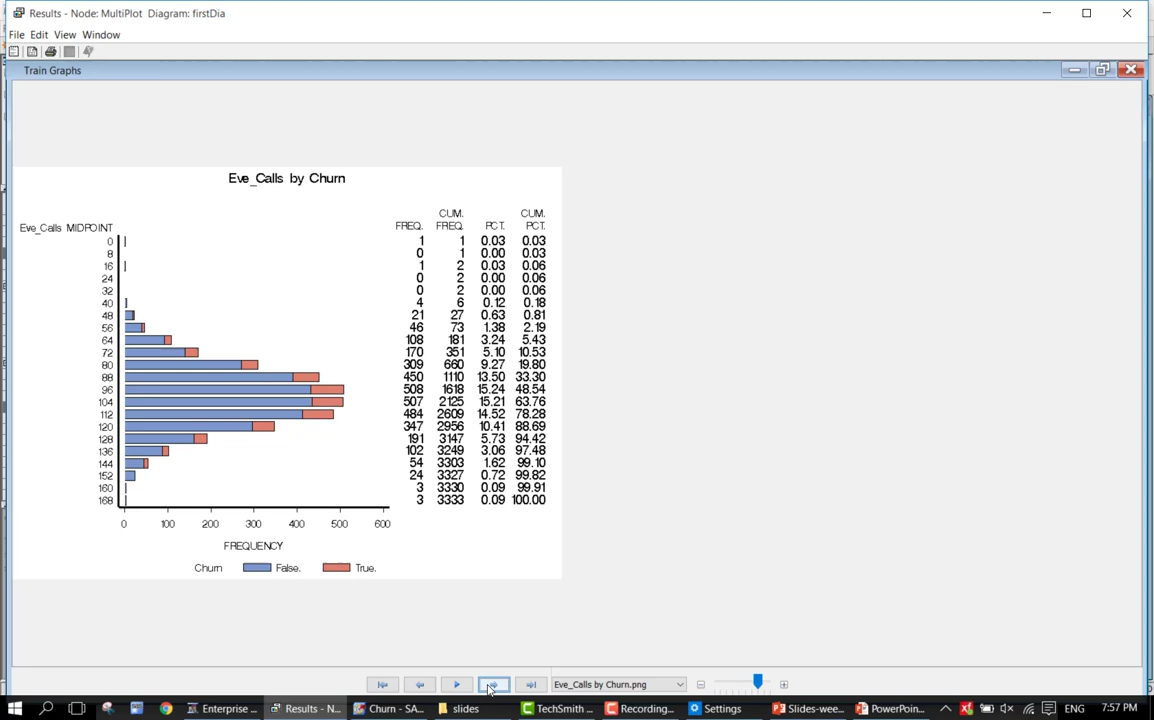 Results - Node: MultiPlot  Diagram: firstDia
File Edit View Window
Train Graphs
Eve_Calls by Churn
CUM. CUM.
Eve_Calls MIDPOINT FREQ. FREQ. PCT. PCT.
0 1 1 0.03 0.03
8 0 1 0.00 0.03
16 1 2 0.03 0.06
24 0 2 0.00 0.06
32 0 2 0.00 0.06
40 4 6 0.12 0.18
48 21 27 0.63 0.81
56 46 73 1.38 2.19
64 108 181 3.24 5.43
72 170 351 5.10 10.53
80 309 660 9.27 19.80
88 450 1110 13.50 33.30
96 508 1618 15.24 48.54
104 507 2125 15.21 63.76
112 484 2609 14.52 78.28
120 347 2956 10.41 88.69
128 191 3147 5.73 94.42
136 102 3249 3.06 97.48
144 54 3303 1.62 99.10
152 24 3327 0.72 99.82
160 3 3330 0.09 99.91
168 3 3333 0.09 100.00
0 100 200 300 400 500 600
FREQUENCY
Churn False. True.
Eve_Calls by Churn.png
Enterprise ... Results - N... Churn - SA... slides TechSmith ... Recording... Settings Slides-wee... PowerPoin... ENG 7:57 PM